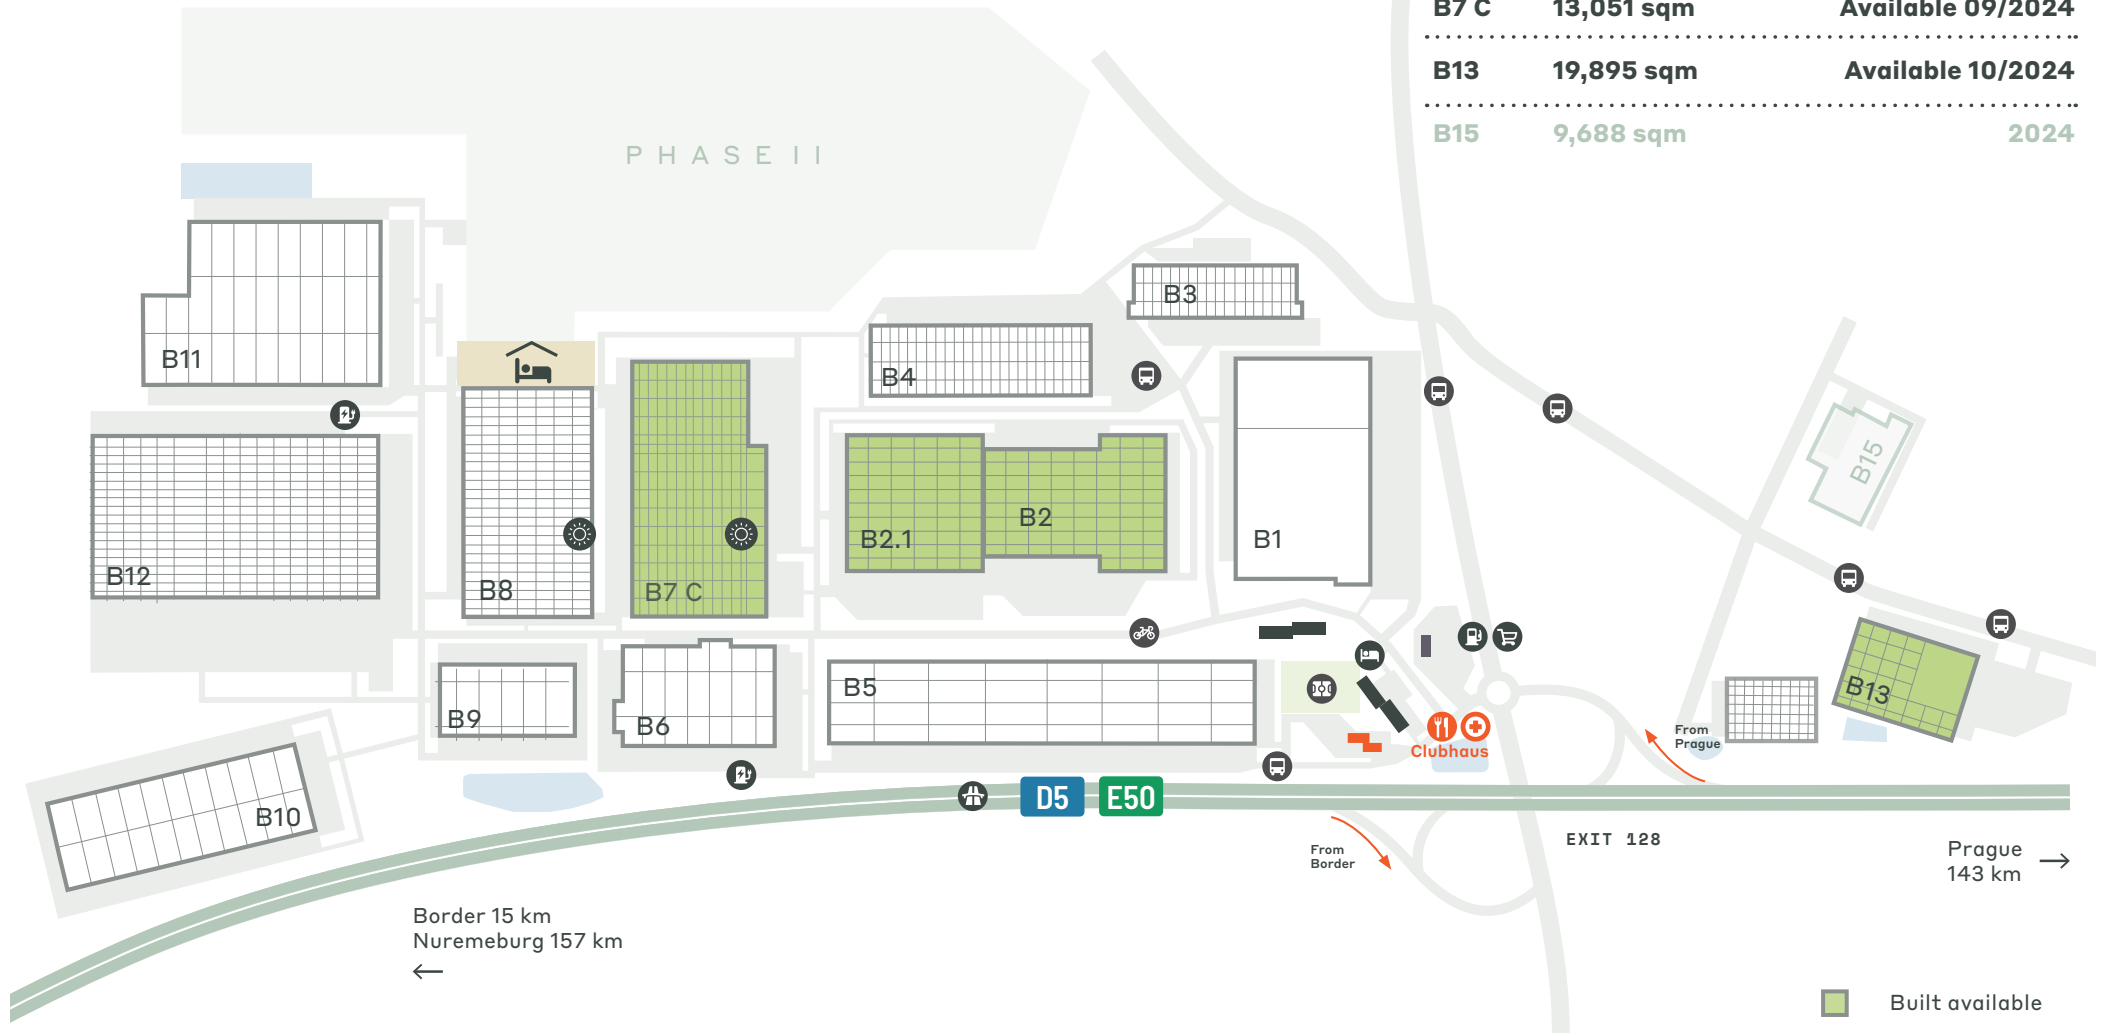 B7 C 13,051 sqm Available 09/2024
B13 19,895 sqm Available 10/2024
B15 9,688 sqm 2024
PHASE II
B3
B11
B4
B15
B2
B2.1
B1
B12
B8
B7 C
B5
B13
B9
B6
From
Prague
Clubhaus
D5 E50
B10
EXIT 128
From
Border
Prague →
143 km
Border 15 km
Nuremeburg 157 km
←
Built available